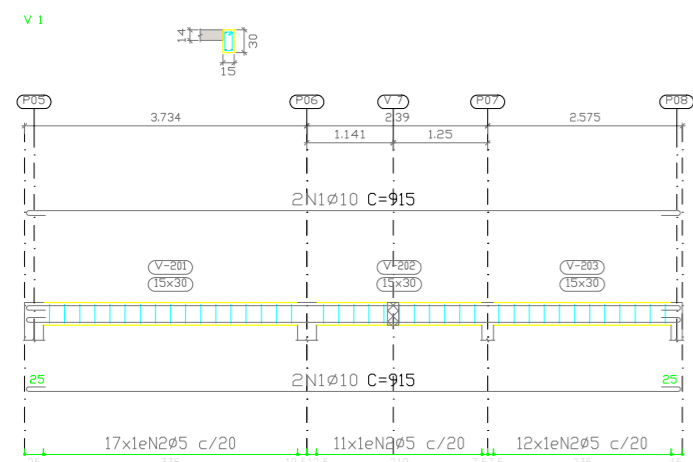 V 1
14
30
15
P05
P06
V 7
P07
P08
3.734
2.39
2.575
1.141
1.25
2N1ø10 C=915
V-201
V-202
V-203
15x30
15x30
15x30
25
25
2N1ø10 C=915
17x1eN2ø5 c/20
11x1eN2ø5 c/20
12x1eN2ø5 c/20